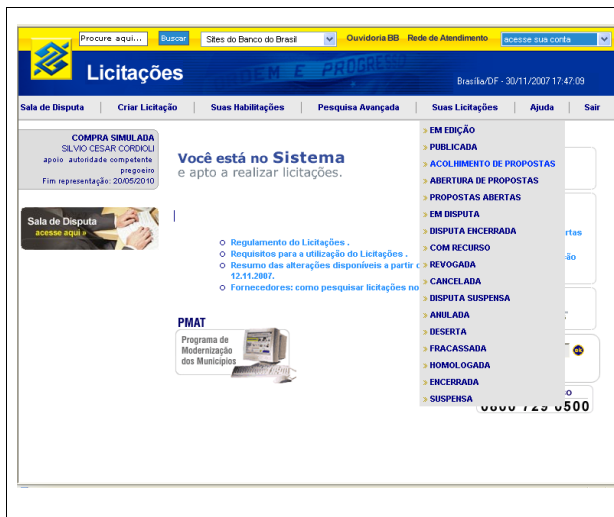 Procure aqui... Buscar Sites do Banco do Brasil Ouvidoria BB Rede de Atendimento acesse sua conta
ORDEM E PROGRESSO
Licitações
Brasília/DF - 30/11/2007 17:47:09
Sala de Disputa | Criar Licitação | Suas Habilitações | Pesquisa Avançada | Suas Licitações | Ajuda | Sair
COMPRA SIMULADA
SILVIO CESAR CORDIOLI
apoio autoridade competente
pregoeiro
Fim representação: 20/05/2010
Sala de Disputa
acesse aqui »
Você está no Sistema
e apto a realizar licitações.
Regulamento do Licitações .
Requisitos para a utilização do Licitações .
Resumo das alterações disponíveis a partir
12.11.2007.
Fornecedores: como pesquisar licitações no
PMAT
Programa de
Modernização
dos Municípios
» EM EDIÇÃO
» PUBLICADA
» ACOLHIMENTO DE PROPOSTAS
» ABERTURA DE PROPOSTAS
» PROPOSTAS ABERTAS
» EM DISPUTA
» DISPUTA ENCERRADA
» COM RECURSO
» REVOGADA
» CANCELADA
» DISPUTA SUSPENSA
» ANULADA
» DESERTA
» FRACASSADA
» HOMOLOGADA
» ENCERRADA
» SUSPENSA
ok
0800 729 0500